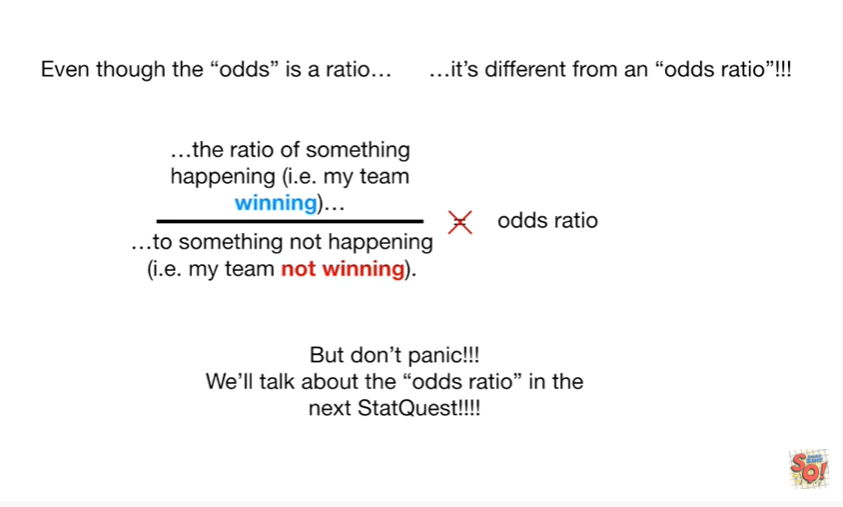 Even though the “odds” is a ratio… …it’s different from an “odds ratio”!!!
…the ratio of something
happening (i.e. my team
winning)…
…to something not happening
(i.e. my team not winning).
= odds ratio
But don’t panic!!!
We’ll talk about the “odds ratio” in the
next StatQuest!!!!
SQ!